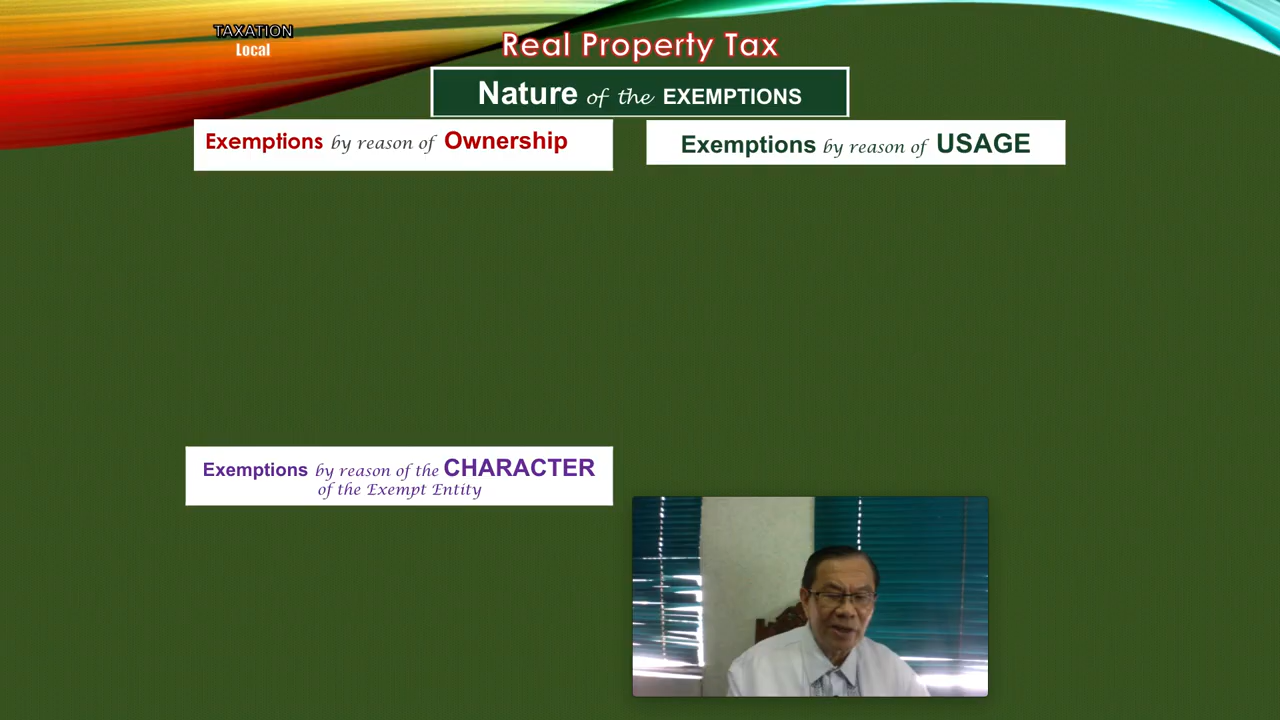 TAXATION
Local
Real Property Tax
Nature of the EXEMPTIONS
Exemptions by reason of Ownership
Exemptions by reason of USAGE
Exemptions by reason of the CHARACTER
of the Exempt Entity